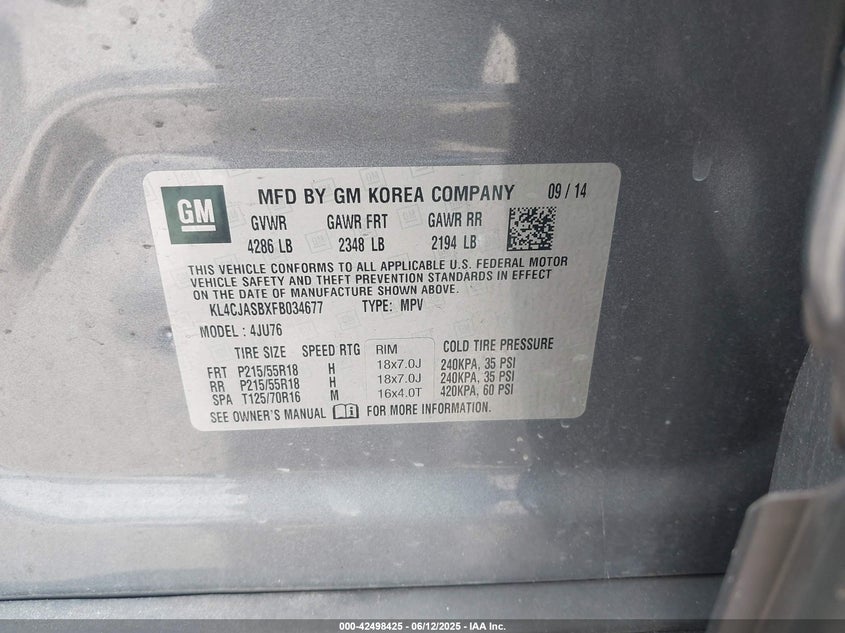 GM
MFD BY GM KOREA COMPANY 09 / 14
GVWR GAWR FRT GAWR RR
4286 LB 2348 LB 2194 LB
THIS VEHICLE CONFORMS TO ALL APPLICABLE U.S. FEDERAL MOTOR
VEHICLE SAFETY AND THEFT PREVENTION STANDARDS IN EFFECT
ON THE DATE OF MANUFACTURE SHOWN ABOVE.
KL4CJASBXFB034677 TYPE: MPV
MODEL : 4JU76
TIRE SIZE SPEED RTG RIM COLD TIRE PRESSURE
FRT P215/55R18 H 18x7.0J 240KPA, 35 PSI
RR P215/55R18 H 18x7.0J 240KPA, 35 PSI
SPA T125/70R16 M 16x4.0T 420KPA, 60 PSI
SEE OWNER'S MANUAL FOR MORE INFORMATION.
000-42498425 - 06/12/2025 - IAA Inc.